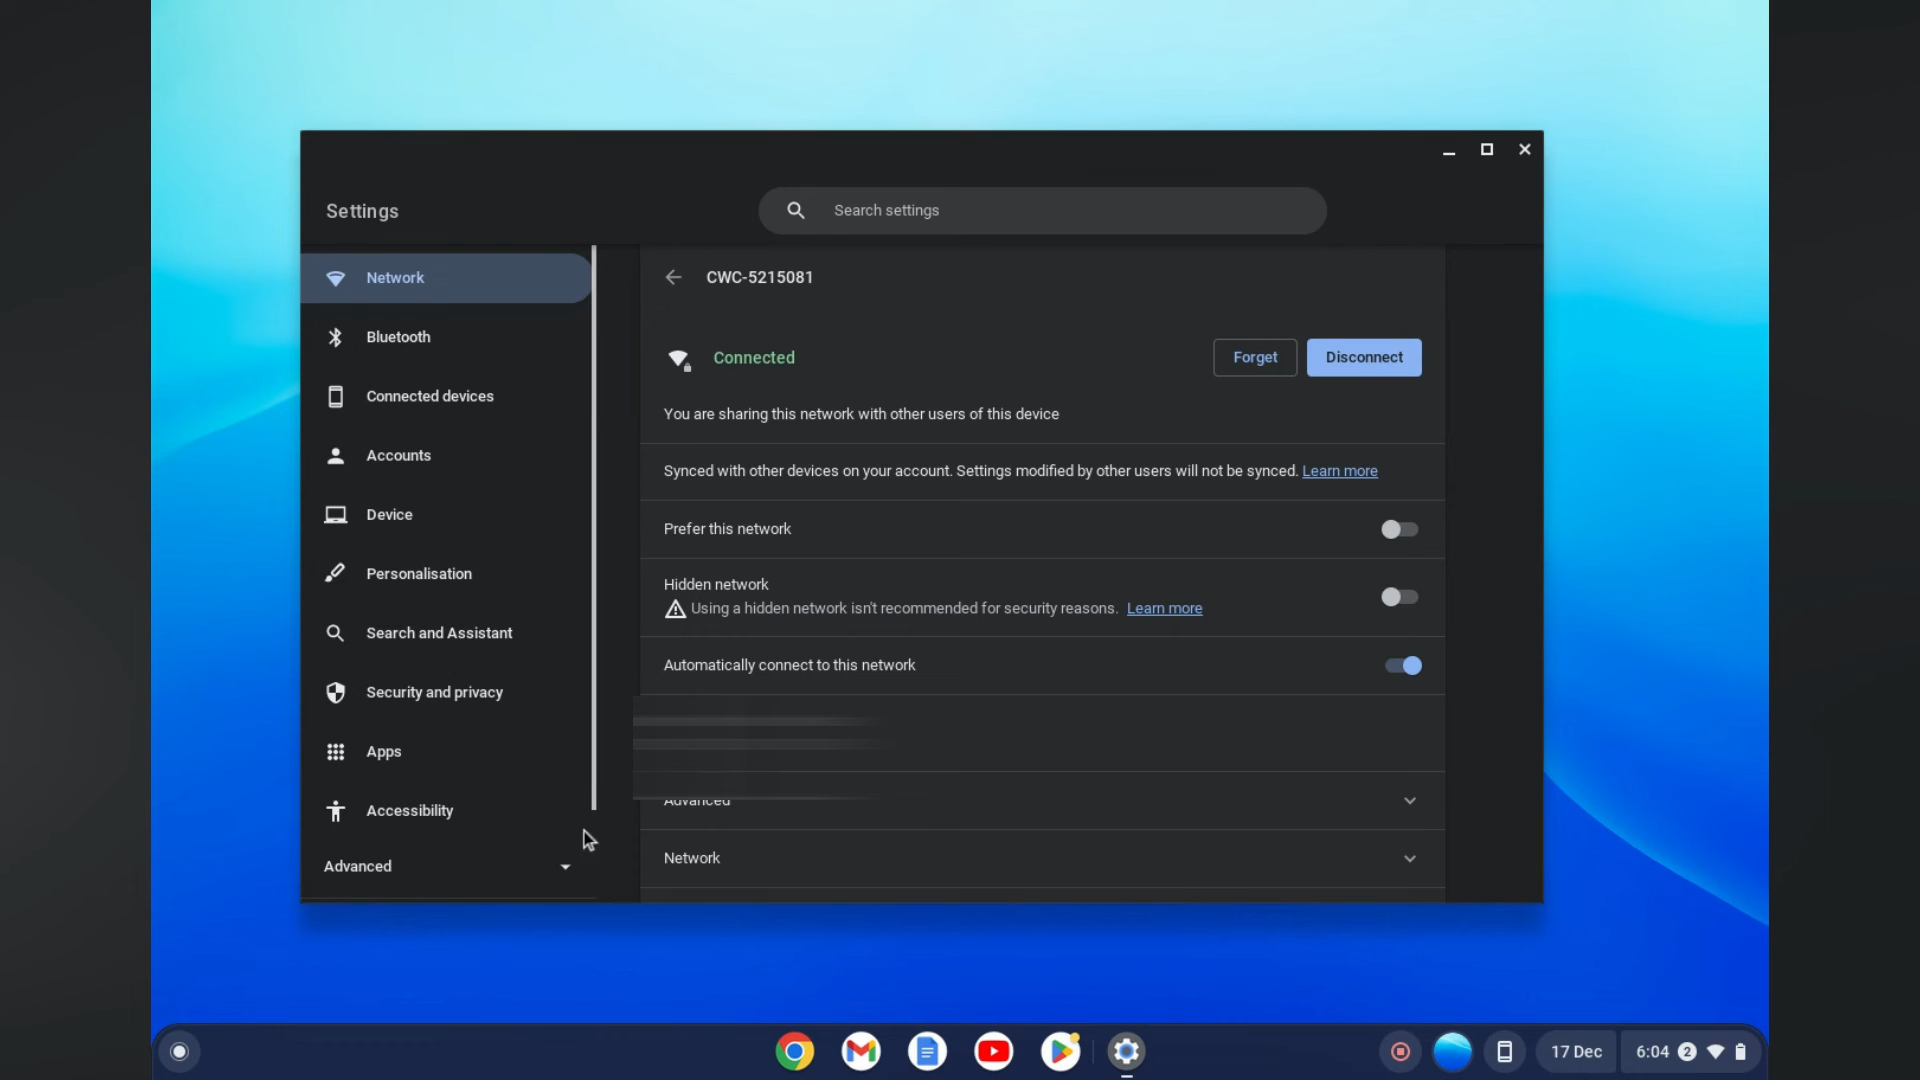 Settings
Search settings
Network
Bluetooth
Connected devices
Accounts
Device
Personalisation
Search and Assistant
Security and privacy
Apps
Accessibility
Advanced
CWC-5215081
Connected
Forget
Disconnect
You are sharing this network with other users of this device
Synced with other devices on your account. Settings modified by other users will not be synced. Learn more
Prefer this network
Hidden network
Using a hidden network isn't recommended for security reasons. Learn more
Automatically connect to this network
Advanced
Network
17 Dec
6:04 2